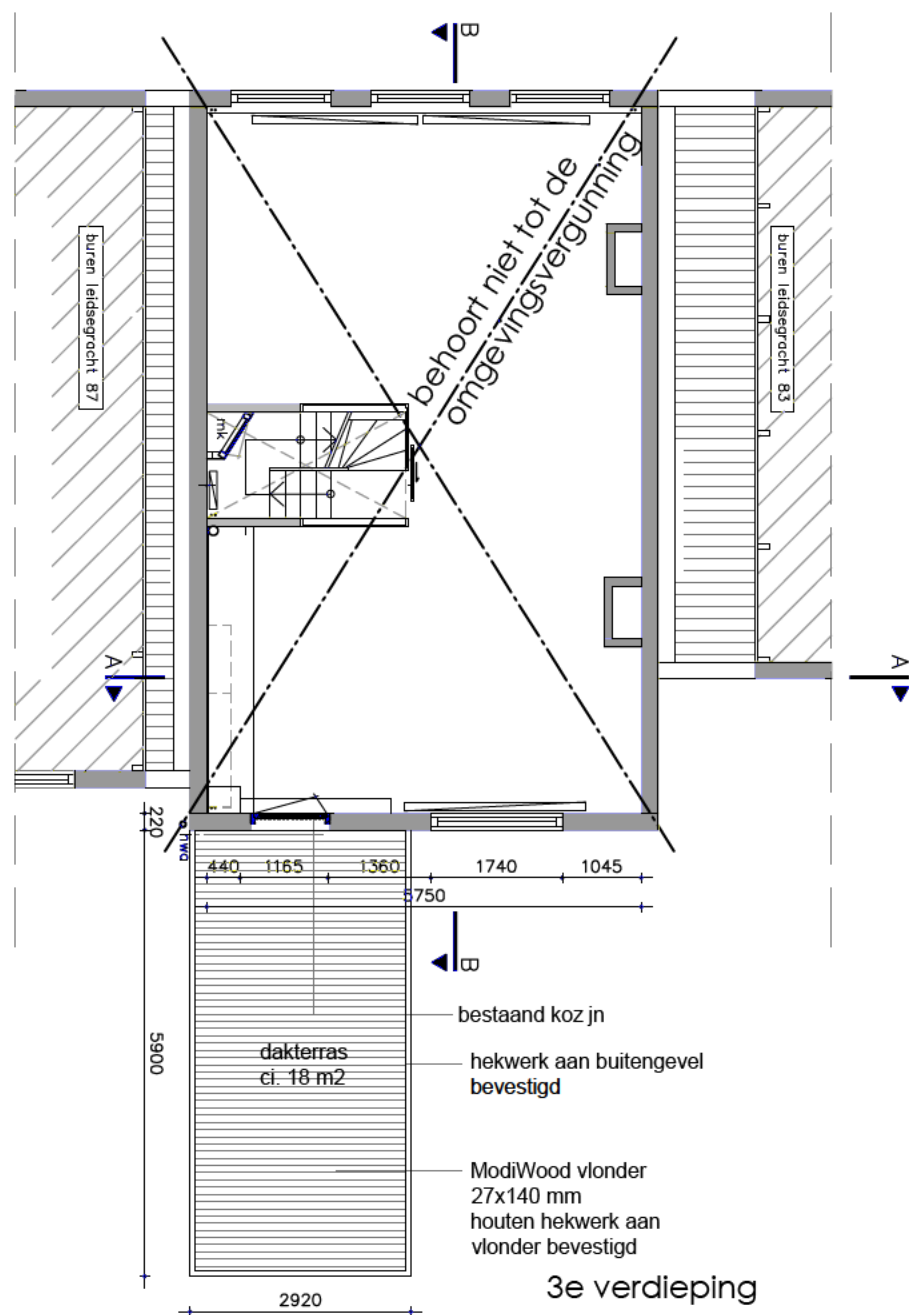 B
behoort niet tot de
omgevingsvergunning
buren leidsegracht 87
buren leidsegracht 83
mk
A
A
220
hwa
440
1165
1360
1740
1045
5750
B
5900
bestaand kozjn
dakterras
ci. 18 m2
hekwerk aan buitengevel
bevestigd
ModiWood vlonder
27x140 mm
houten hekwerk aan
vlonder bevestigd
3e verdieping
2920